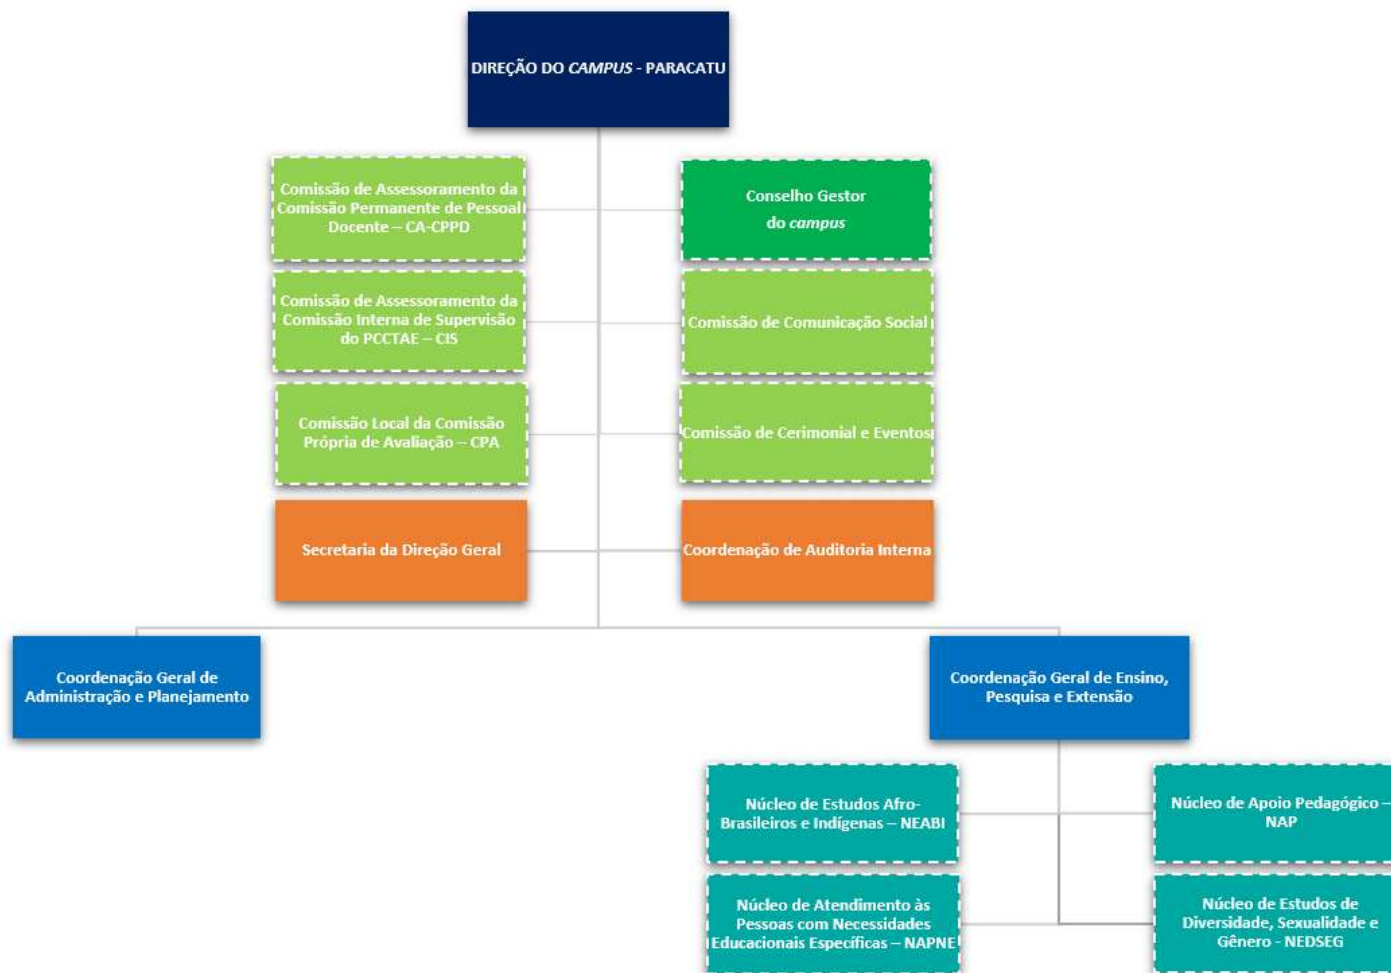 DIREÇÃO DO CAMPUS - PARACATU
Comissão de Assessoramento da
Comissão Permanente de Pessoal
Docente – CA-CPPD
Conselho Gestor
do campus
Comissão de Assessoramento da
Comissão Interna de Supervisão
do PCCTAE – CIS
Comissão de Comunicação Social
Comissão Local da Comissão
Própria de Avaliação – CPA
Comissão de Cerimonial e Eventos
Secretaria da Direção Geral
Coordenação de Auditoria Interna
Coordenação Geral de
Administração e Planejamento
Coordenação Geral de Ensino,
Pesquisa e Extensão
Núcleo de Estudos Afro-
Brasileiros e Indígenas – NEABI
Núcleo de Apoio Pedagógico –
NAP
Núcleo de Atendimento às
Pessoas com Necessidades
Educacionais Específicas – NAPNE
Núcleo de Estudos de
Diversidade, Sexualidade e
Gênero - NEDSEG